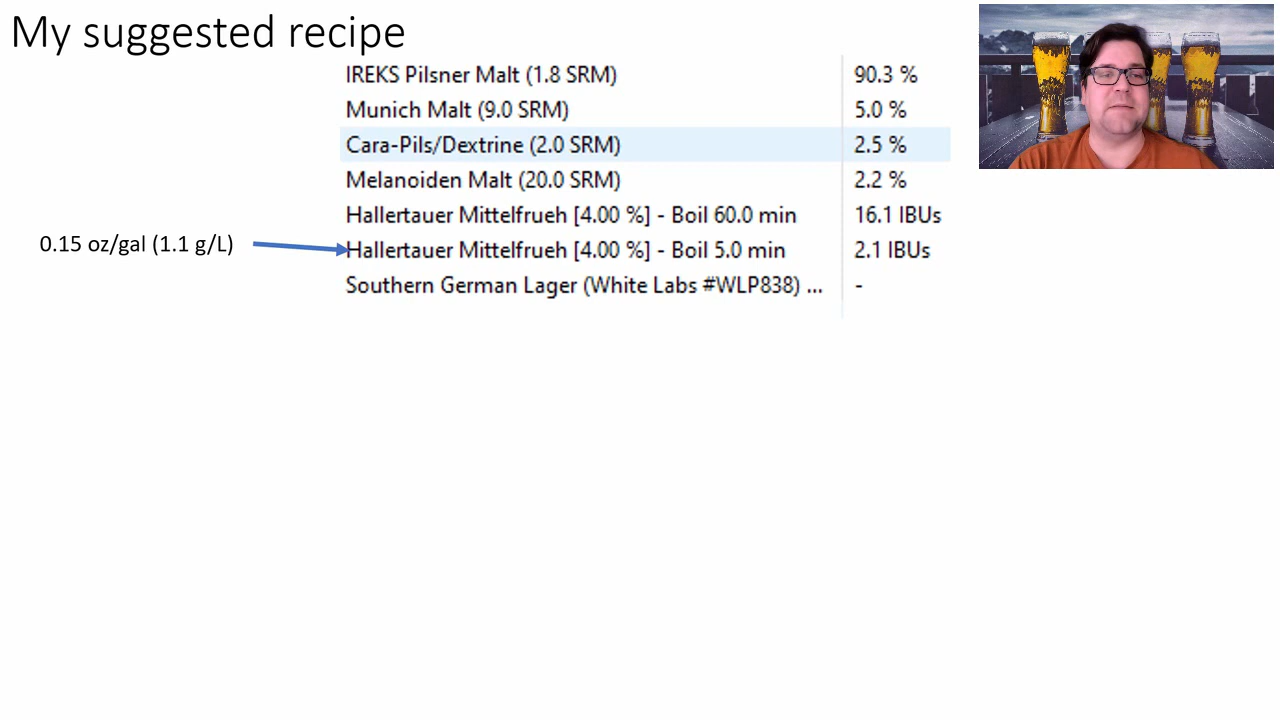 My suggested recipe
IREKS Pilsner Malt (1.8 SRM) 90.3 %
Munich Malt (9.0 SRM) 5.0 %
Cara-Pils/Dextrine (2.0 SRM) 2.5 %
Melanoiden Malt (20.0 SRM) 2.2 %
Hallertauer Mittelfrueh [4.00 %] - Boil 60.0 min 16.1 IBUs
0.15 oz/gal (1.1 g/L) Hallertauer Mittelfrueh [4.00 %] - Boil 5.0 min 2.1 IBUs
Southern German Lager (White Labs #WLP838) ... -